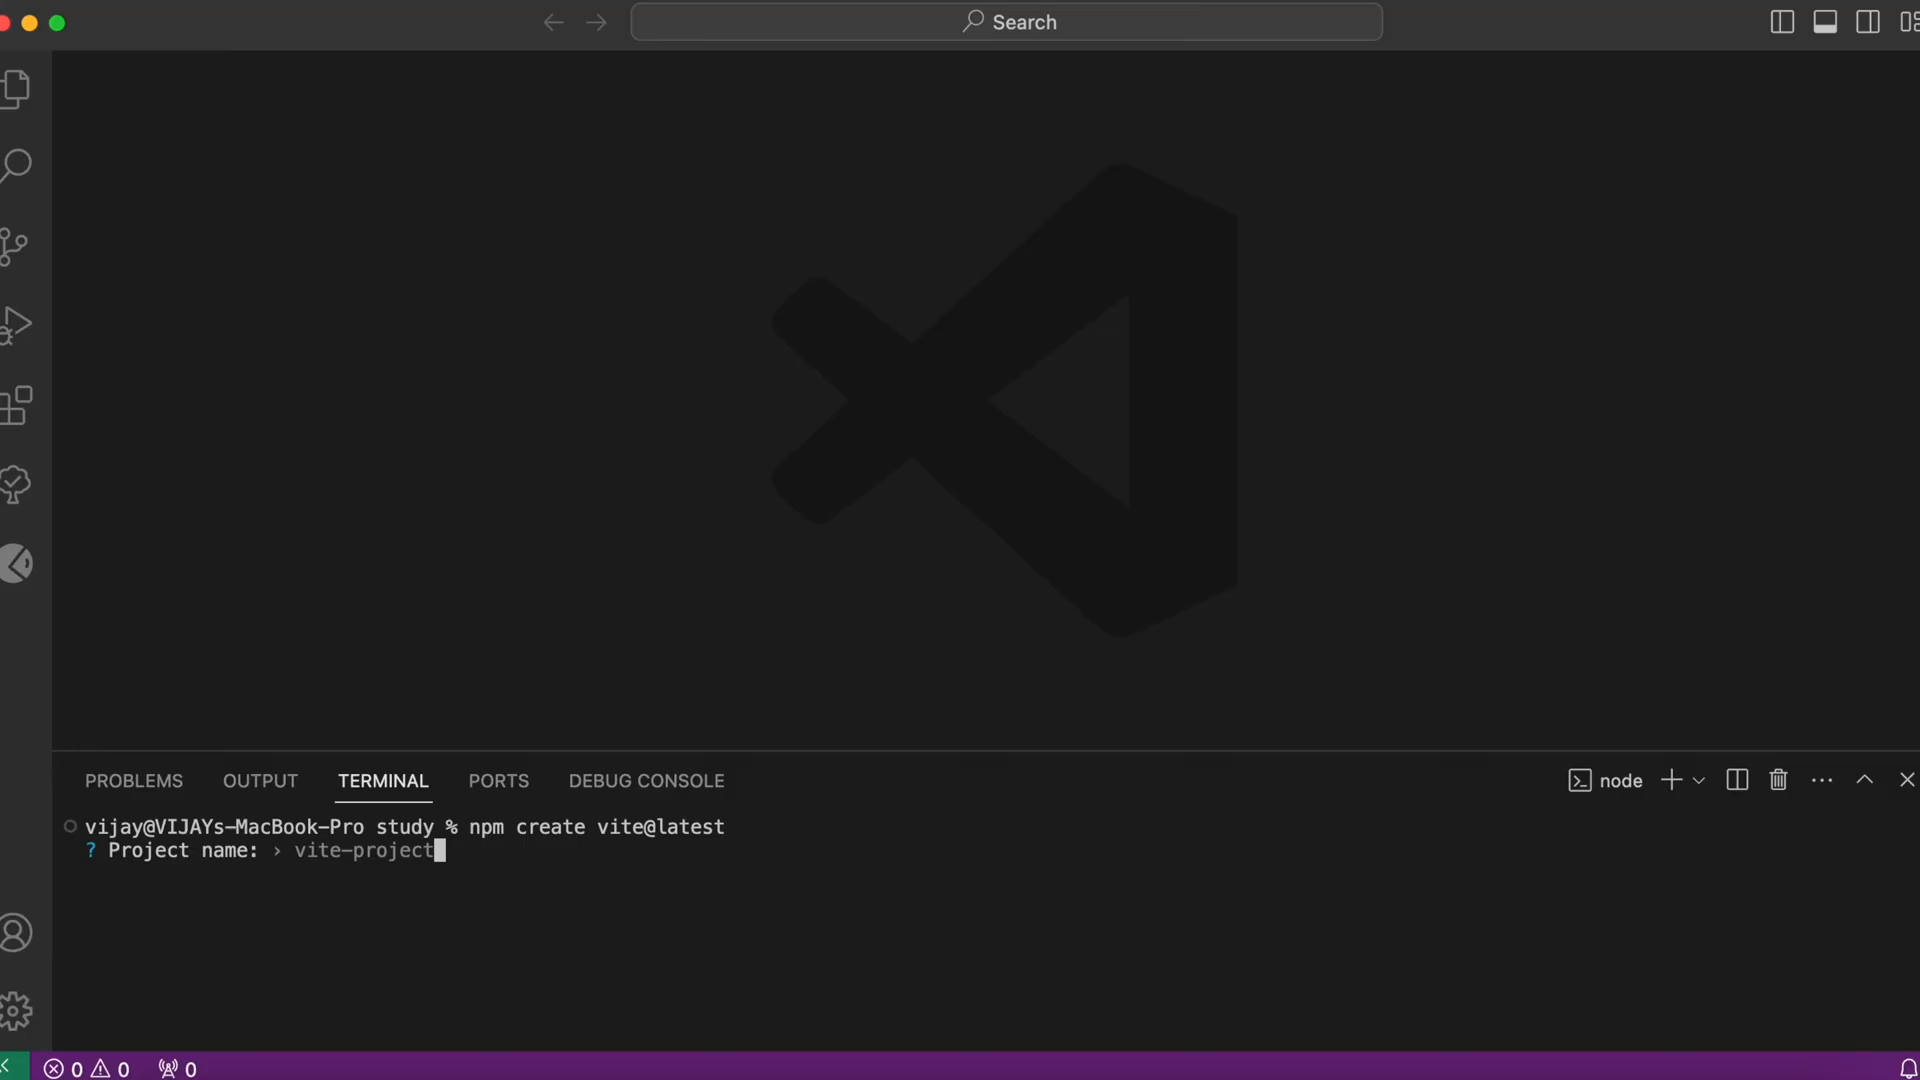 Search
PROBLEMS OUTPUT TERMINAL PORTS DEBUG CONSOLE node
vijay@VIJAYs-MacBook-Pro study % npm create vite@latest
? Project name: › vite-project
0 0 0